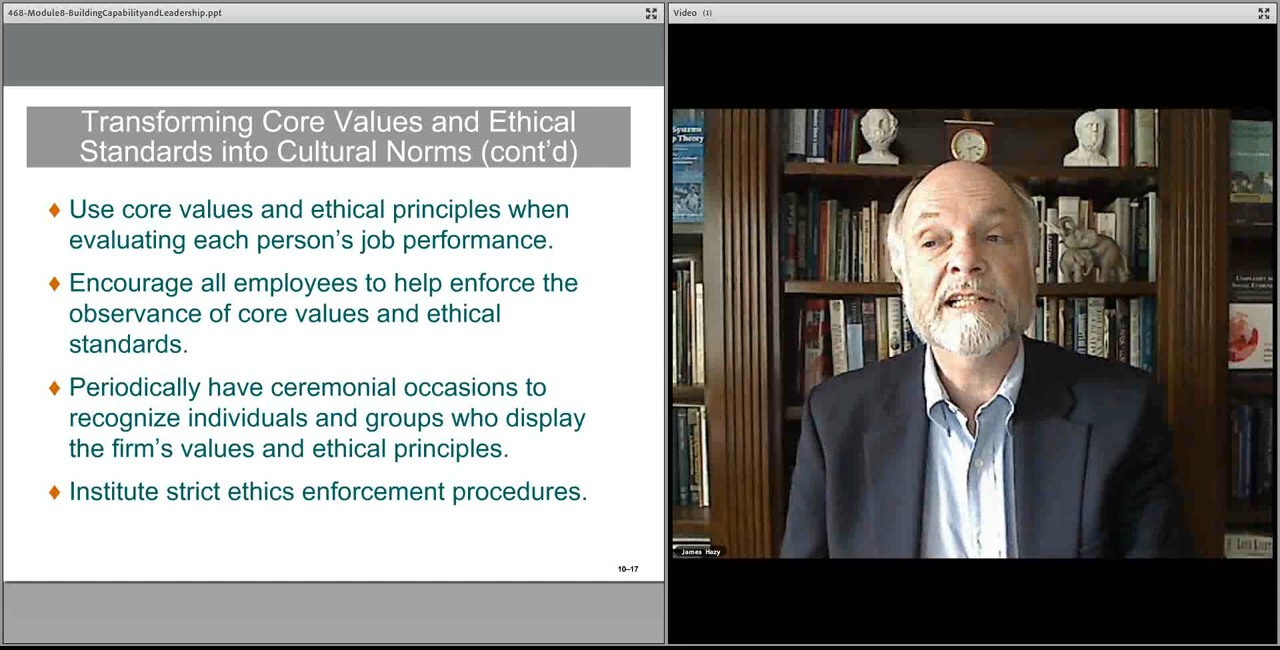 468-Module8-BuildingCapabilityandLeadership.ppt
Transforming Core Values and Ethical
Standards into Cultural Norms (cont’d)
♦ Use core values and ethical principles when
evaluating each person’s job performance.
♦ Encourage all employees to help enforce the
observance of core values and ethical
standards.
♦ Periodically have ceremonial occasions to
recognize individuals and groups who display
the firm’s values and ethical principles.
♦ Institute strict ethics enforcement procedures.
10–17
Video (1)
Systems
Theory
James Hazy